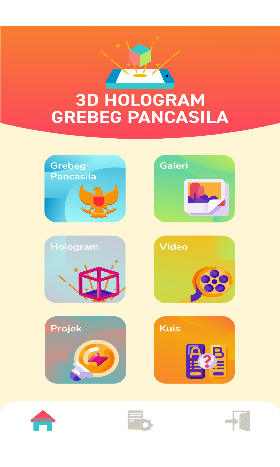 3D HOLOGRAM
GREBEG PANCASILA
Grebeg
Pancasila
Galeri
Hologram
Video
Projek
Kuis